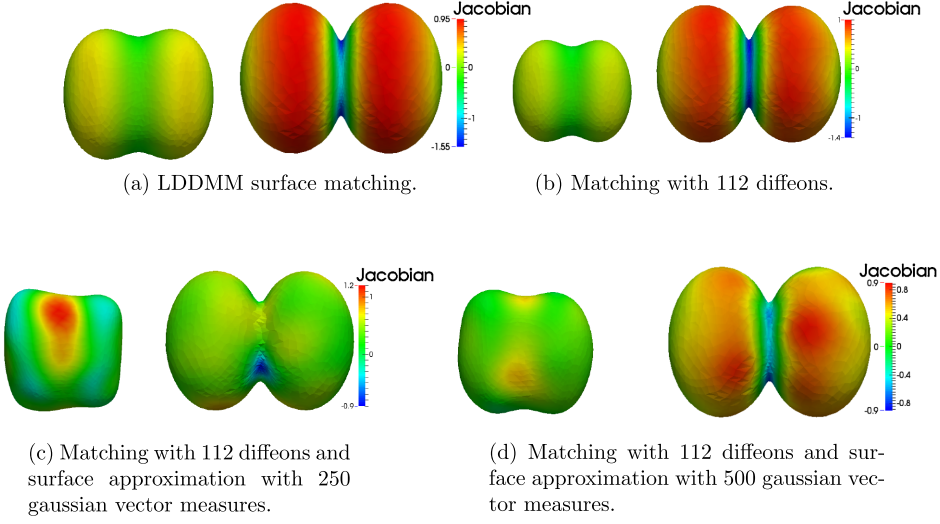 Jacobian
0.95
0
0
-1
-1
-1.55
Jacobian
1
0
-1
-1.4
(a) LDDMM surface matching.
(b) Matching with 112 diffeons.
Jacobian
1.2
1
0
-0.9
Jacobian
0.9
0.8
0.4
0
0
-0.4
-0.8
-0.9
(c) Matching with 112 diffeons and
surface approximation with 250
gaussian vector measures.
(d) Matching with 112 diffeons and sur-
face approximation with 500 gaussian vec-
tor measures.